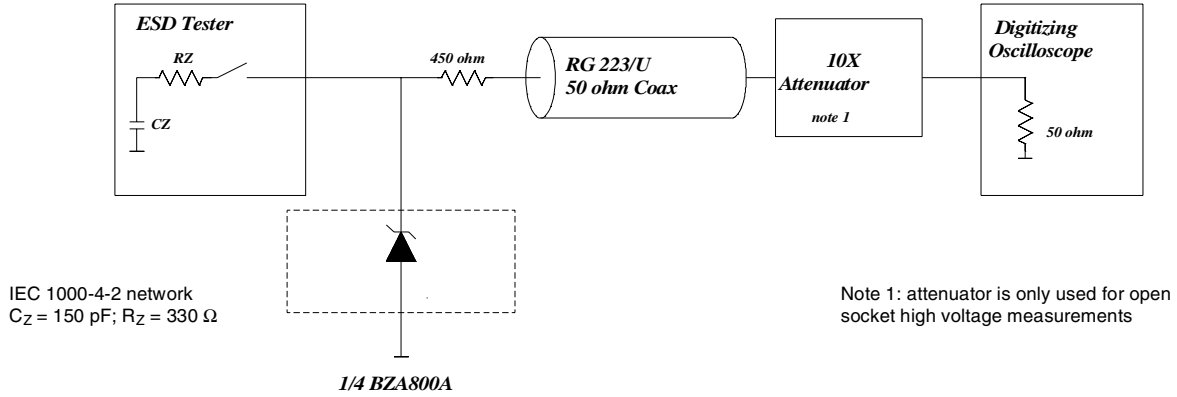 ESD Tester
RZ
CZ
450 ohm
RG 223/U
50 ohm Coax
10X
Attenuator
note 1
Digitizing
Oscilloscope
50 ohm
IEC 1000-4-2 network
CZ = 150 pF; RZ = 330 Ω
Note 1: attenuator is only used for open
socket high voltage measurements
1/4 BZA800A